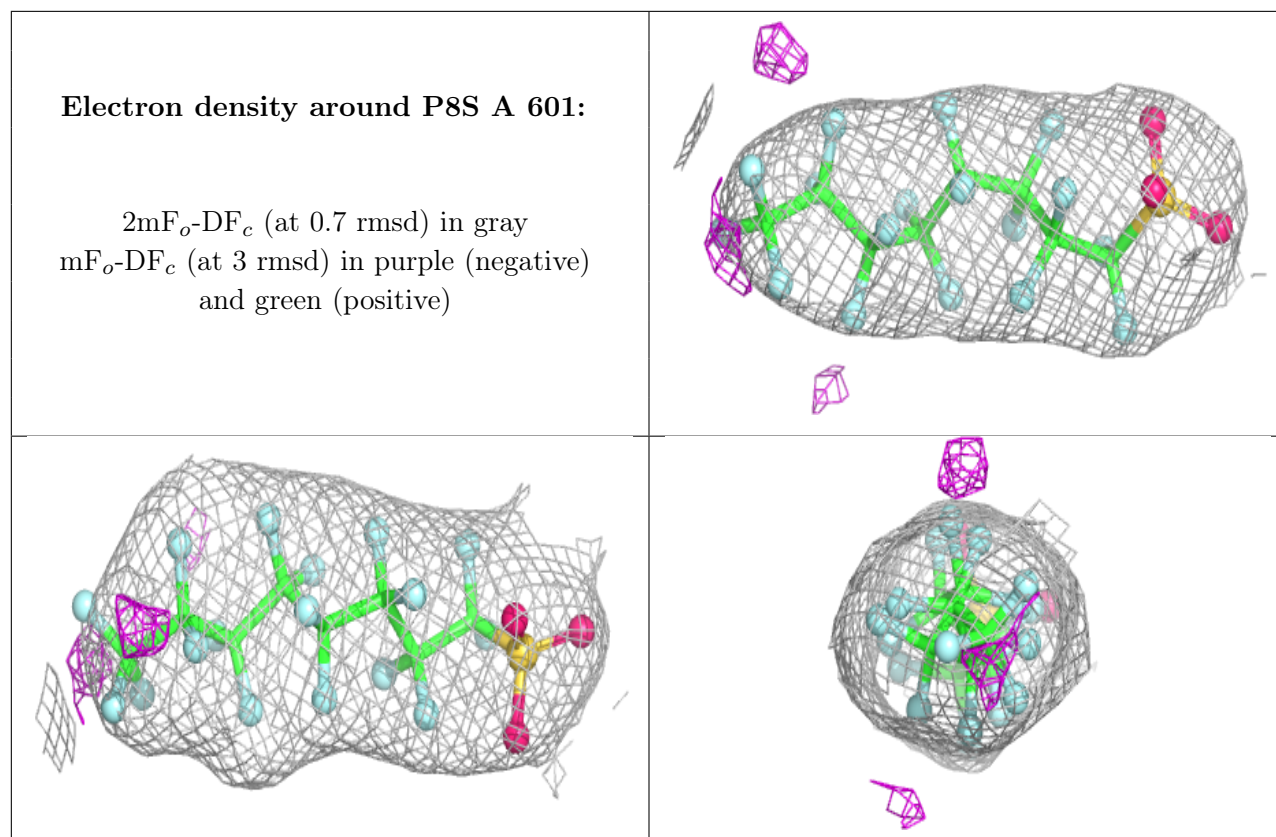 Electron density around P8S A 601:
2mFo-DFc (at 0.7 rmsd) in gray
mFo-DFc (at 3 rmsd) in purple (negative)
and green (positive)